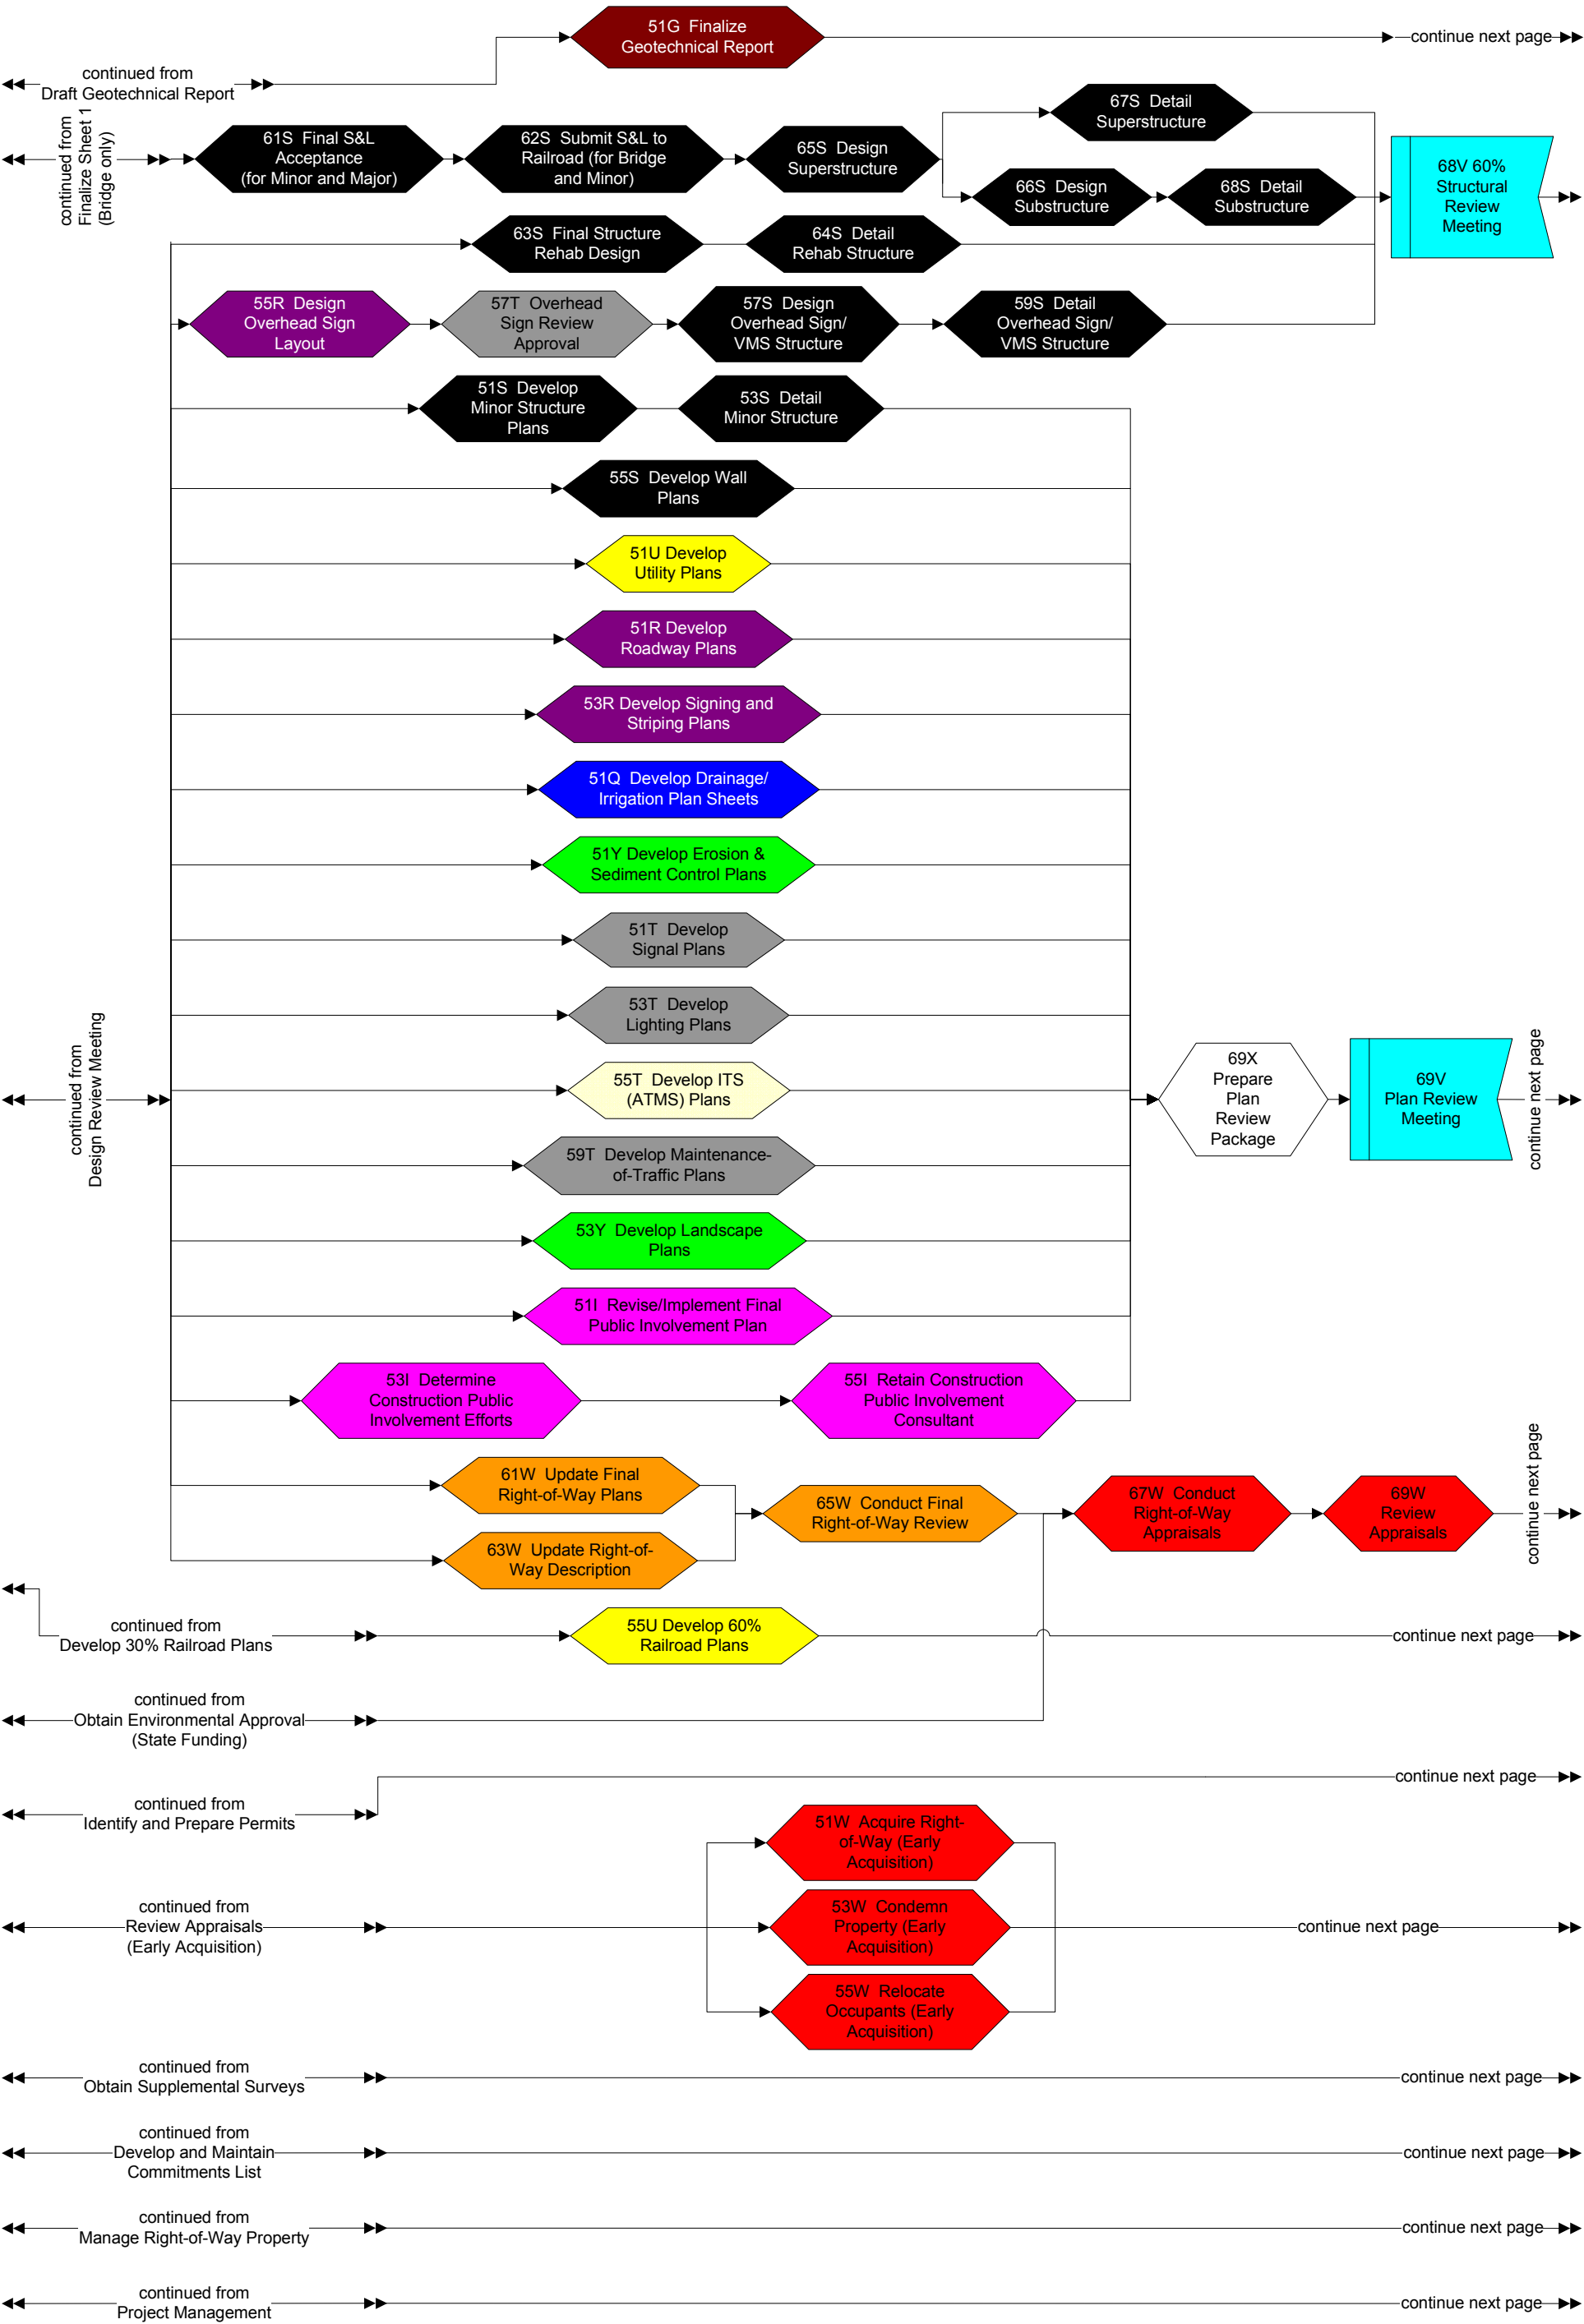 51G  Finalize
Geotechnical Report
continue next page
continued from
Draft Geotechnical Report
continued from
Finalize Sheet 1
(Bridge only)
61S  Final S&L
Acceptance
(for Minor and Major)
62S  Submit S&L to
Railroad (for Bridge
and Minor)
65S  Design
Superstructure
67S  Detail
Superstructure
66S  Design
Substructure
68S  Detail
Substructure
68V 60%
Structural
Review
Meeting
63S  Final Structure
Rehab Design
64S  Detail
Rehab Structure
55R  Design
Overhead Sign
Layout
57T  Overhead
Sign Review
Approval
57S  Design
Overhead Sign/
VMS Structure
59S  Detail
Overhead Sign/
VMS Structure
51S  Develop
Minor Structure
Plans
53S  Detail
Minor Structure
55S  Develop Wall
Plans
51U Develop
Utility Plans
51R Develop
Roadway Plans
53R Develop Signing and
Striping Plans
51Q  Develop Drainage/
Irrigation Plan Sheets
51Y Develop Erosion &
Sediment Control Plans
51T  Develop
Signal Plans
53T  Develop
Lighting Plans
continued from
Design Review Meeting
55T  Develop ITS
(ATMS) Plans
69X
Prepare
Plan
Review
Package
69V
Plan Review
Meeting
continue next page
59T  Develop Maintenance-
of-Traffic Plans
53Y  Develop Landscape
Plans
51I  Revise/Implement Final
Public Involvement Plan
53I  Determine
Construction Public
Involvement Efforts
55I  Retain Construction
Public Involvement
Consultant
61W  Update Final
Right-of-Way Plans
65W  Conduct Final
Right-of-Way Review
67W  Conduct
Right-of-Way
Appraisals
69W
Review
Appraisals
continue next page
63W  Update Right-of-
Way Description
continued from
Develop 30% Railroad Plans
55U Develop 60%
Railroad Plans
continue next page
continued from
Obtain Environmental Approval
(State Funding)
continue next page
continued from
Identify and Prepare Permits
51W  Acquire Right-
of-Way (Early
Acquisition)
continued from
Review Appraisals
(Early Acquisition)
53W  Condemn
Property (Early
Acquisition)
continue next page
55W  Relocate
Occupants (Early
Acquisition)
continued from
Obtain Supplemental Surveys
continue next page
continued from
Develop and Maintain
Commitments List
continue next page
continued from
Manage Right-of-Way Property
continue next page
continued from
Project Management
continue next page